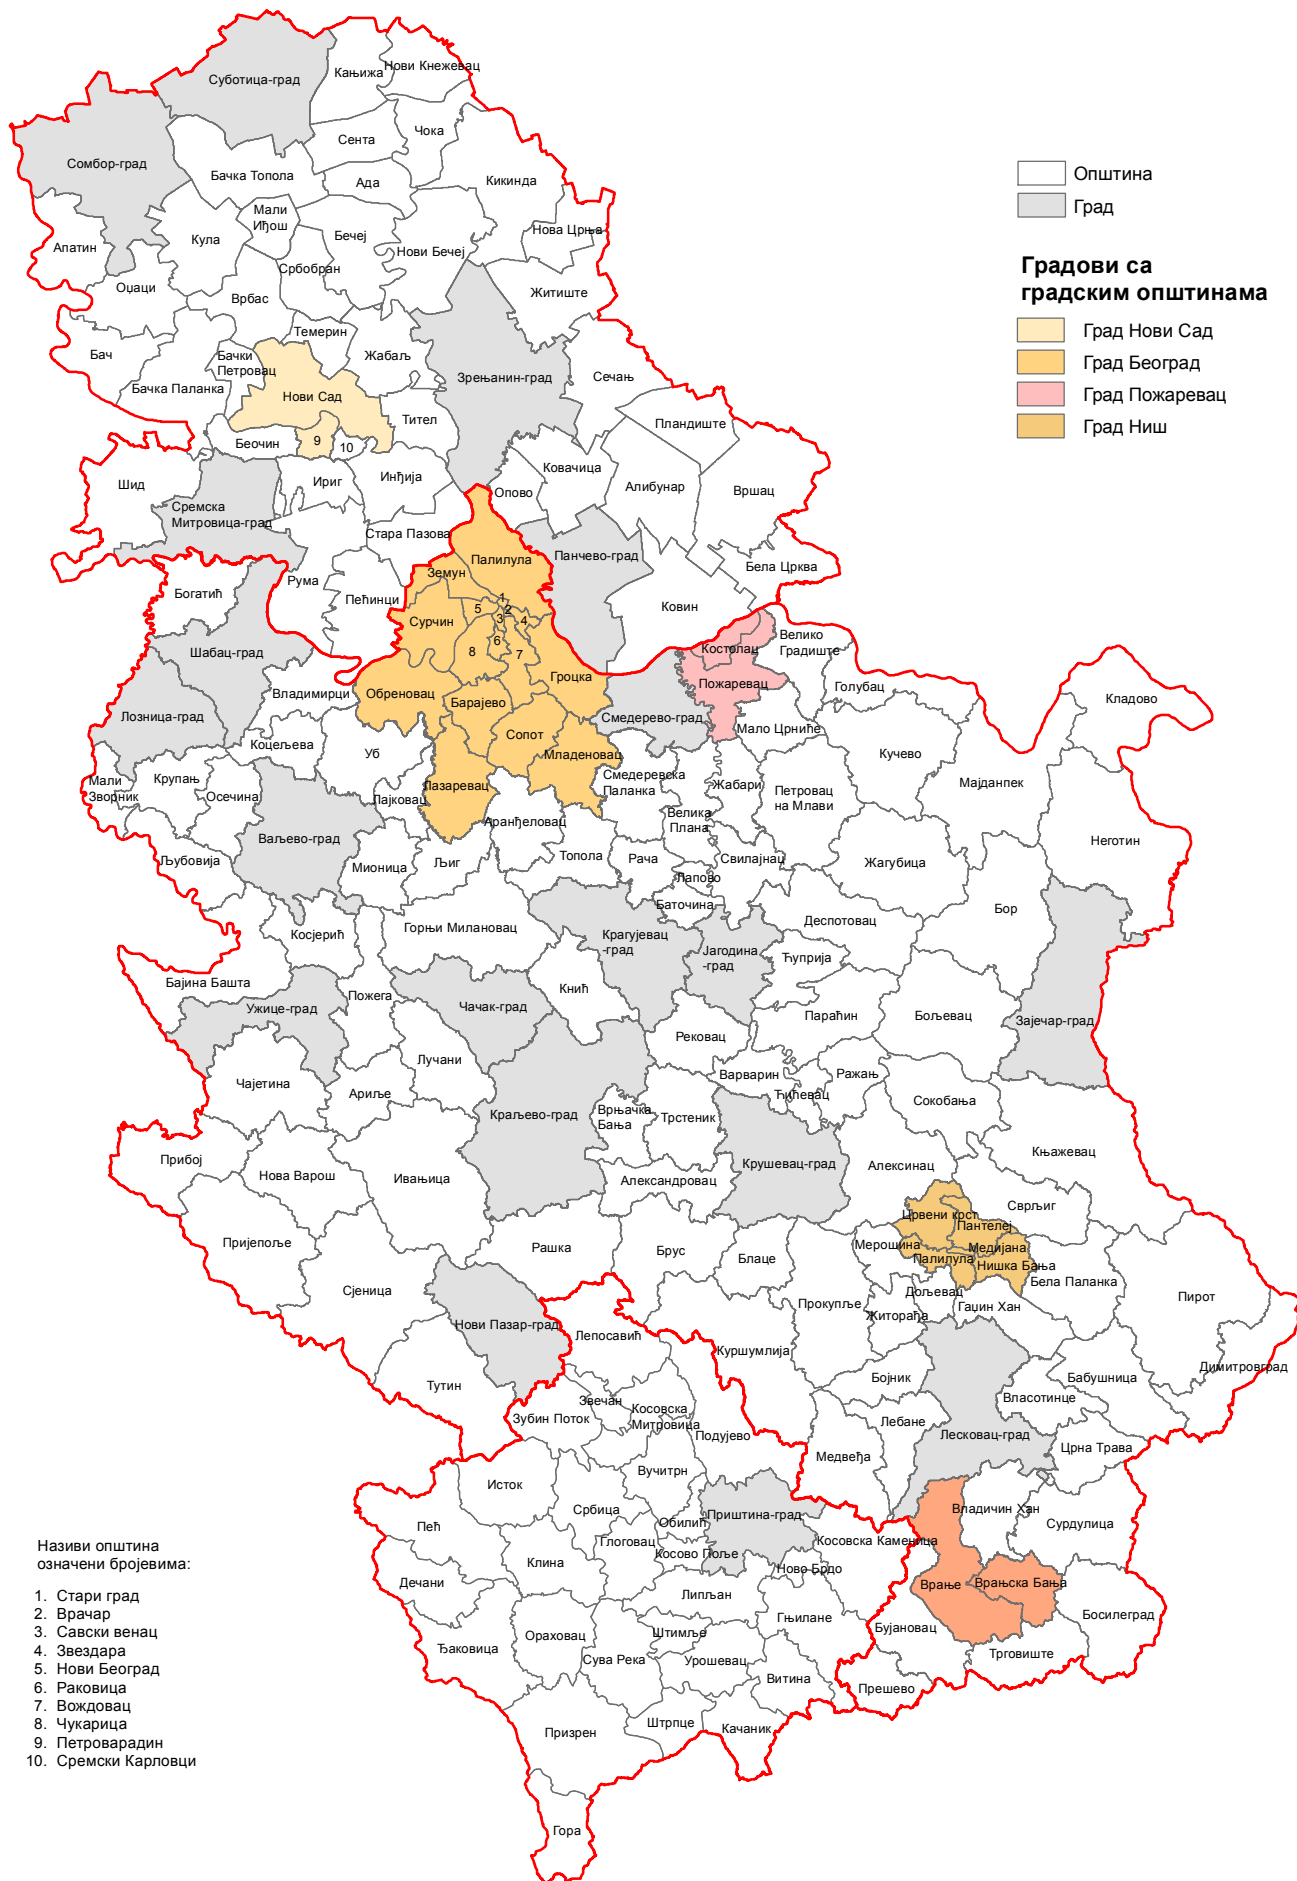 Суботица-град
Кањижа
Нови Кнежевац
Чока
Сента
Сомбор-град
Бачка Топола
Ада
Кикинда
Мали
Иђош
Апатин
Кула
Бечеј
Нови Бечеј
Нова Црња
Србобран
Оџаци
Врбас
Житиште
Темерин
Бач
Бачки
Петровац
Жабаљ
Зрењанин-град
Сечањ
Бачка Паланка
Нови Сад
Тител
Пландиште
Беочин
9
10
Ковачица
Шид
Ириг
Инђија
Опово
Алибунар
Вршац
Сремска
Митровица-град
Стара Пазова
Панчево-град
Палилула
Земун
Бела Црква
Рума
Богатић
Пећинци
1
2
3
4
5
6
7
8
Сурчин
Ковин
Велико
Градиште
Костолац
Шабац-град
Гроцка
Пожаревац
Голубац
Кладово
Владимирци
Обреновац
Барајево
Лозница-град
Смедерево-град
Мало Црниће
Коцељева
Уб
Сопот
Младеновац
Кучево
Мали
Зворник
Крупањ
Осечина
Лајковац
Лазаревац
Смедеревска
Паланка
Жабари
Петровац
на Млави
Мајданпек
Аранђеловац
Велика
Плана
Ваљево-град
Неготин
Љубовија
Мионица
Љиг
Топола
Рача
Свилајнац
Жагубица
Лапово
Баточина
Бор
Косјерић
Горњи Милановац
Крагујевац
-град
Деспотовац
Јагодина
-град
Ћуприја
Бајина Башта
Пожега
Кнић
Ужице-град
Чачак-град
Параћин
Бољевац
Зајечар-град
Лучани
Рековац
Чајетина
Ариље
Варварин
Ражањ
Ћићевац
Сокобања
Краљево-град
Врњачка
Бања
Трстеник
Прибој
Нова Варош
Ивањица
Крушевац-град
Алексинац
Књажевац
Александровац
Сврљиг
Црвени крст
Пантелеј
Пријепоље
Рашка
Брус
Блаце
Мерошина
Медијана
Палилула
Нишка Бања
Бела Паланка
Сјеница
Дољевац
Прокупље
Житорађа
Гаџин Хан
Пирот
Нови Пазар-град
Лепосавић
Куршумлија
Димитровград
Тутин
Бојник
Бабушница
Звечан
Косовска
Митровица
Власотинце
Зубин Поток
Лебане
Подујево
Лесковац-град
Црна Трава
Медвеђа
Исток
Вучитрн
Србица
Приштина-град
Владичин Хан
Сурдулица
Пећ
Обилић
Глоговац
Косово Поље
Косовска Каменица
Клина
Ново Брдо
Дечани
Врање
Врањска Бања
Липљан
Гњилане
Босилеград
Ђаковица
Ораховац
Штимље
Бујановац
Сува Река
Урошевац
Трговиште
Витина
Прешево
Призрен
Штрпце
Качаник
Гора
Општина
Град
Градови са
градским општинама
Град Нови Сад
Град Београд
Град Пожаревац
Град Ниш
Називи општина
означени бројевима:
1. Стари град
2. Врачар
3. Савски венац
4. Звездара
5. Нови Београд
6. Раковица
7. Вождовац
8. Чукарица
9. Петроварадин
10. Сремски Карловци